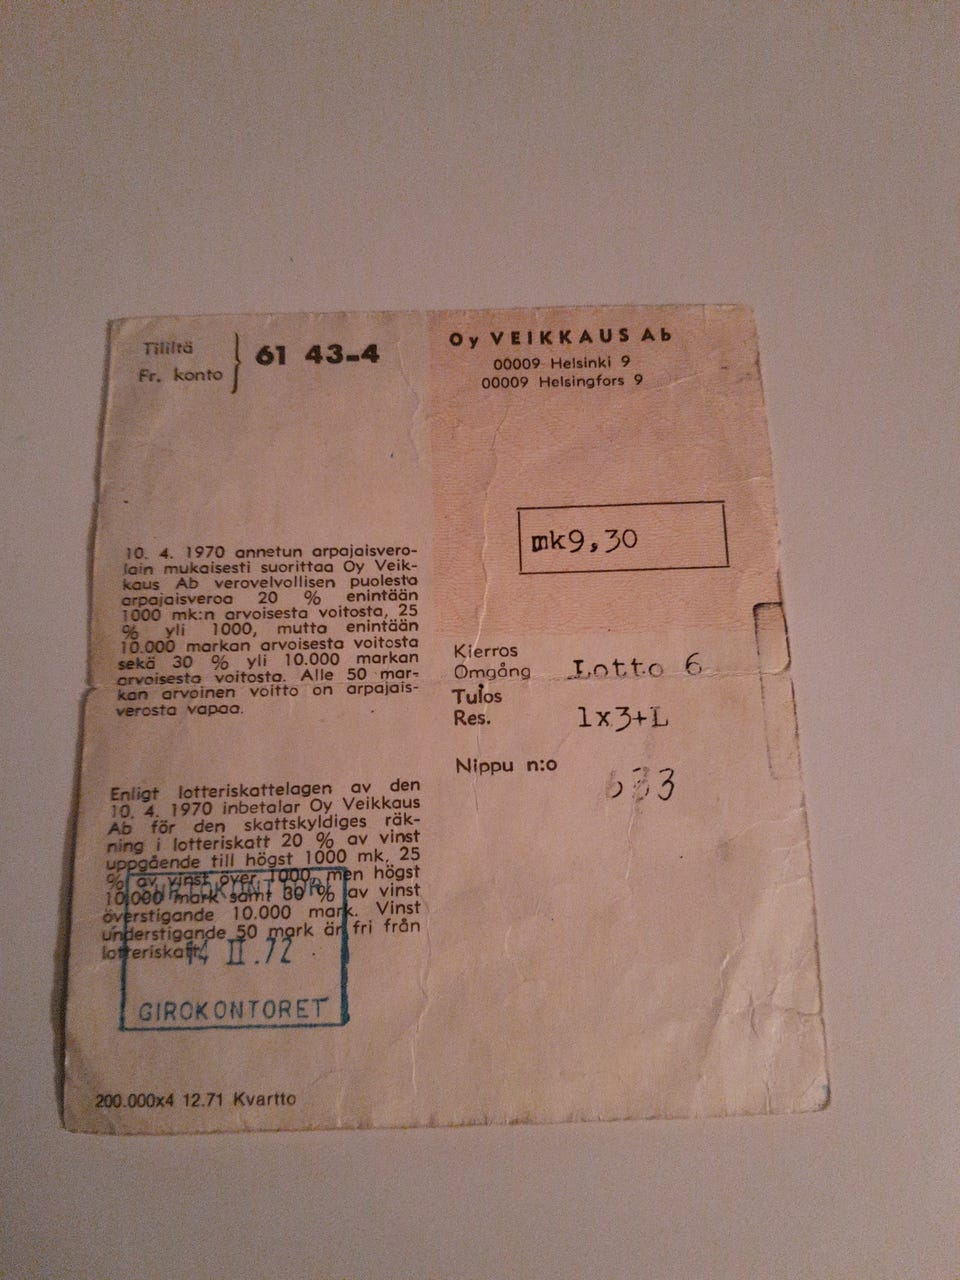 Tililtä
Fr. konto
61 43-4
10. 4. 1970 annetun arpajaisvero-
lain mukaisesti suorittaa Oy Veik-
kaus Ab verovelvollisen puolesta
arpajaisveroa 20 % enintään
1000 mk:n arvoisesta voitosta, 25
% yli 1000, mutta enintään
10.000 markan arvoisesta voitosta
sekä 30 % yli 10.000 markan
arvoisesta voitosta. Alle 50 mar-
kan arvoinen voitto on arpajais-
verosta vapaa.
Enligt lotteriskattelagen av den
10. 4. 1970 inbetalar Oy Veikkaus
Ab för den skattskyldiges räk-
ning i lotteriskatt 20 % av vinst
uppgående till högst 1000 mk, 25
% av vinst över 1000, men högst
10.000 mark samt 30 % av vinst
överstigande 10.000 mark. Vinst
understigande 50 mark är fri från
lotteriskatt.
II.72
GIROKONTORET
200.000x4 12.71 Kvartto
Oy VEIKKAUS Ab
00009 Helsinki 9
00009 Helsingfors 9
mk9,30
Kierros
Omgång Lotto 6
Tulos
Res. 1x3+L
Nippu n:o